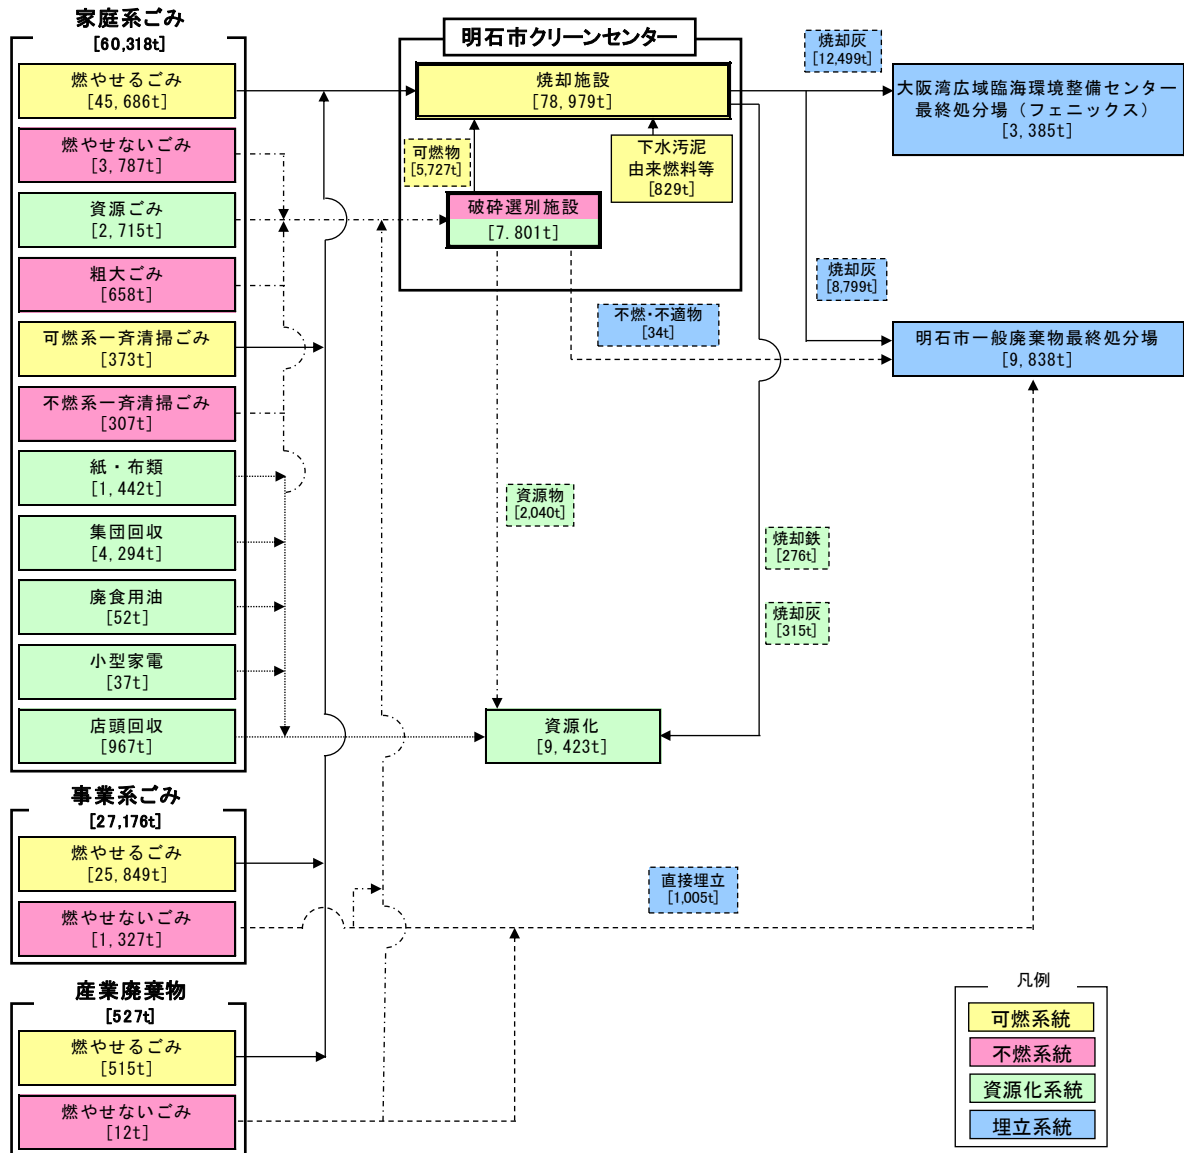 家庭系ごみ
[60,318t]
燃やせるごみ
[45,686t]
燃やせないごみ
[3,787t]
資源ごみ
[2,715t]
粗大ごみ
[658t]
可燃系一斉清掃ごみ
[373t]
不燃系一斉清掃ごみ
[307t]
紙・布類
[1,442t]
集団回収
[4,294t]
廃食用油
[52t]
小型家電
[37t]
店頭回収
[967t]
事業系ごみ
[27,176t]
燃やせるごみ
[25,849t]
燃やせないごみ
[1,327t]
産業廃棄物
[527t]
燃やせるごみ
[515t]
燃やせないごみ
[12t]
明石市クリーンセンター
焼却施設
[78,979t]
可燃物
[5,727t]
下水汚泥
由来燃料等
[829t]
破砕選別施設
[7.801t]
不燃・不適物
[34t]
資源物
[2,040t]
焼却鉄
[276t]
焼却灰
[315t]
資源化
[9,423t]
直接埋立
[1,005t]
焼却灰
[12,499t]
大阪湾広域臨海環境整備センター
最終処分場（フェニックス）
[3,385t]
焼却灰
[8,799t]
明石市一般廃棄物最終処分場
[9,838t]
凡例
可燃系統
不燃系統
資源化系統
埋立系統